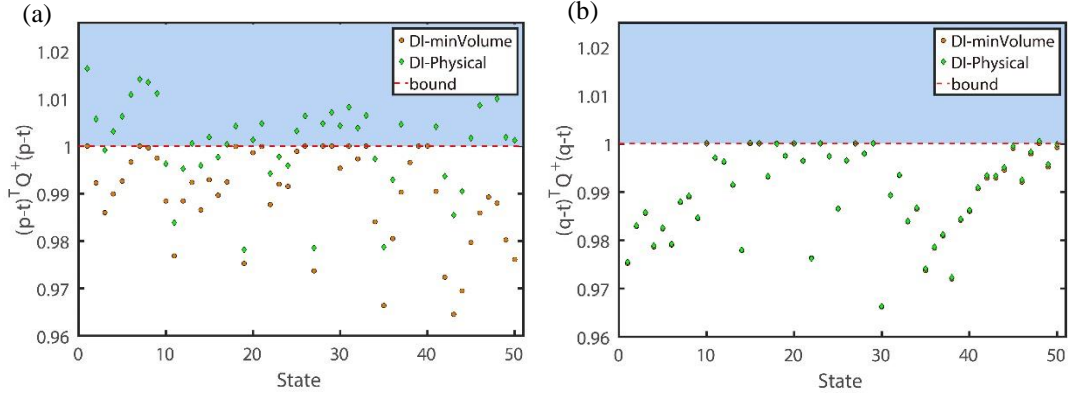 (a)
(p-t)ᵀQ⁺(p-t)
1.02
1.01
1
0.99
0.98
0.97
0.96
DI-minVolume
DI-Physical
bound
0 10 20 30 40 50
State
(b)
(q-t)ᵀQ⁺(q-t)
1.02
1.01
1
0.99
0.98
0.97
0.96
DI-minVolume
DI-Physical
bound
0 10 20 30 40 50
State